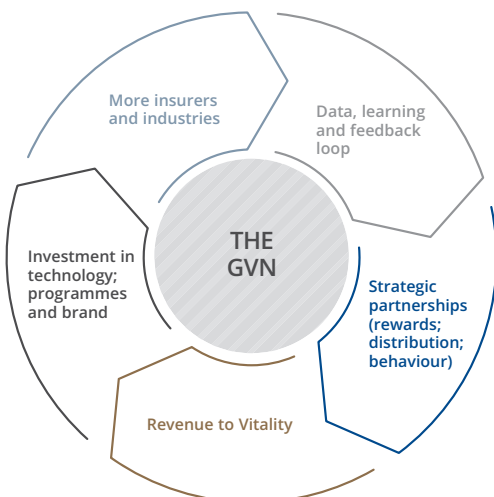 More insurers
and industries
Data, learning
and feedback
loop
THE
GVN
Investment in
technology;
programmes
and brand
Strategic
partnerships
(rewards;
distribution;
behaviour)
Revenue to Vitality